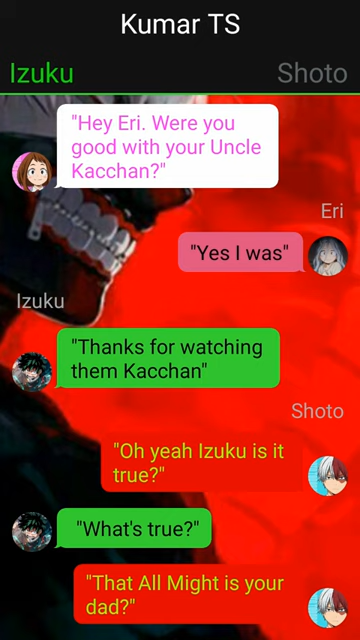 Kumar TS
Izuku
Shoto
"Hey Eri. Were you
good with your Uncle
Kacchan?"
Eri
"Yes I was"
Izuku
"Thanks for watching
them Kacchan"
Shoto
"Oh yeah Izuku is it
true?"
"What's true?"
"That All Might is your
dad?"